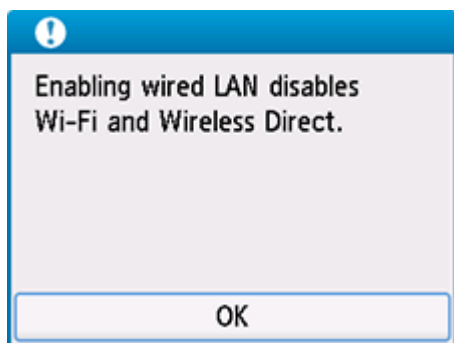 Enabling wired LAN disables
Wi-Fi and Wireless Direct.
OK